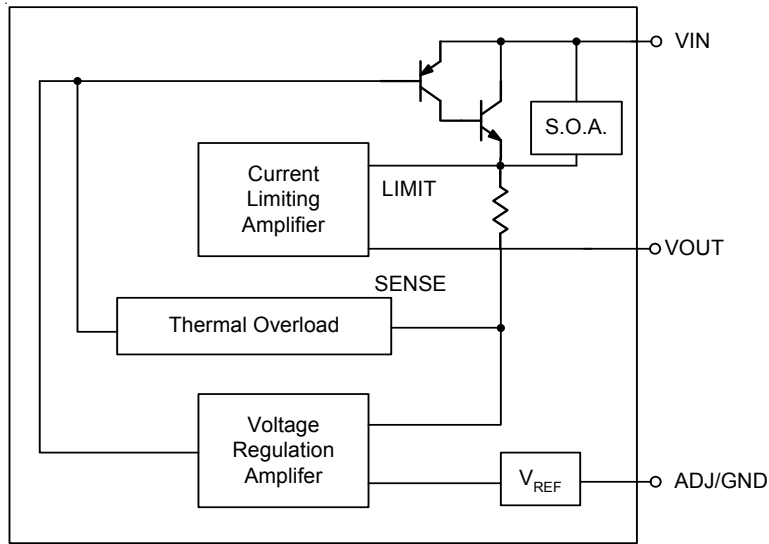 VIN
S.O.A.
Current
Limiting
Amplifier
LIMIT
VOUT
SENSE
Thermal Overload
Voltage
Regulation
Amplifer
VREF
ADJ/GND